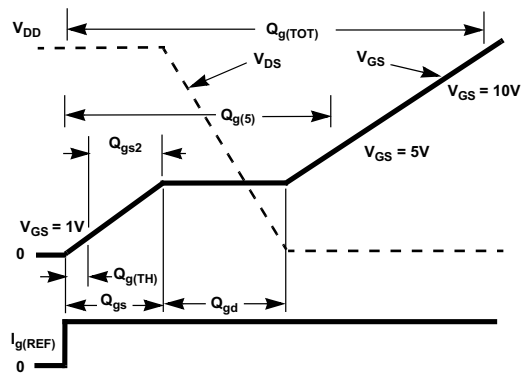 V_DD
Q_g(TOT)
V_DS
V_GS
V_GS = 10V
Q_g(5)
Q_gs2
V_GS = 5V
V_GS = 1V
0
Q_g(TH)
Q_gs
Q_gd
I_g(REF)
0